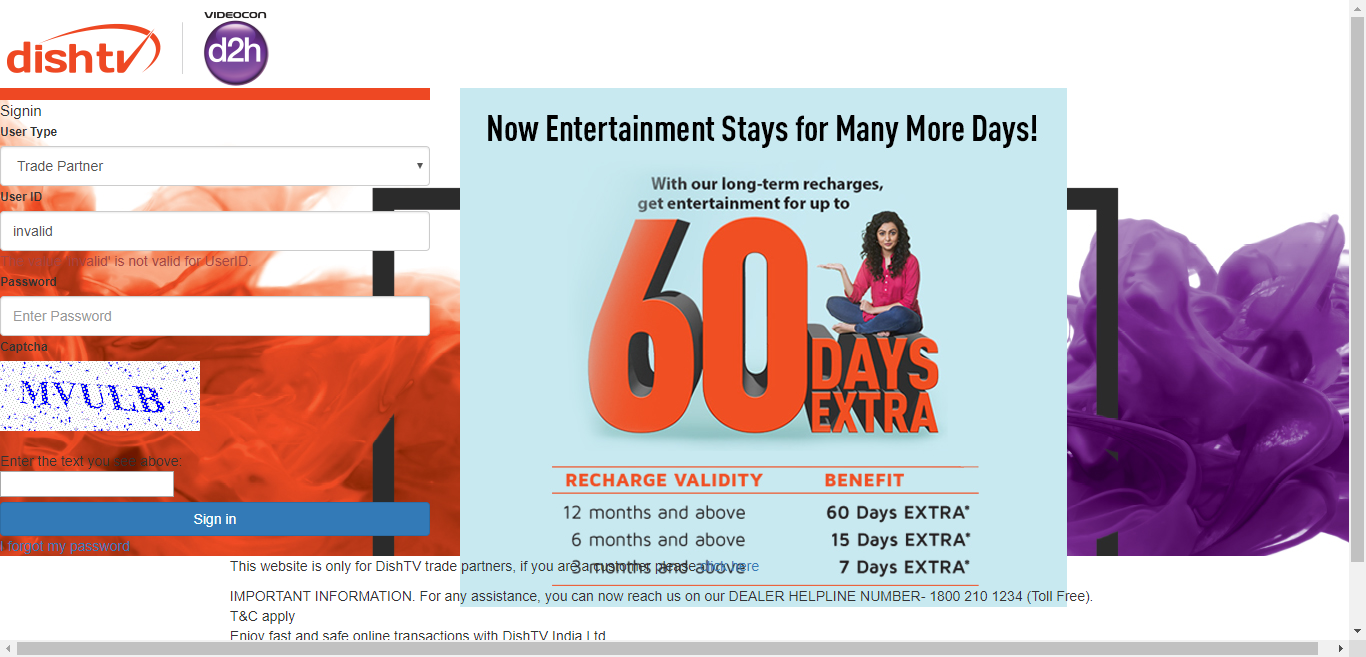 dishtv
VIDEOCON
d2h
Signin
User Type
Trade Partner
User ID
invalid
The value 'invalid' is not valid for UserID.
Password
Enter Password
Captcha
MVULB
Enter the text you see above:
Sign in
I forgot my password
Now Entertainment Stays for Many More Days!
With our long-term recharges,
get entertainment for up to
60
DAYS
EXTRA
RECHARGE VALIDITY BENEFIT
12 months and above 60 Days EXTRA*
6 months and above 15 Days EXTRA*
3 months and above 7 Days EXTRA*
This website is only for DishTV trade partners, if you are a customer, please click here
IMPORTANT INFORMATION. For any assistance, you can now reach us on our DEALER HELPLINE NUMBER- 1800 210 1234 (Toll Free).
T&C apply
Enjoy fast and safe online transactions with DishTV India Ltd